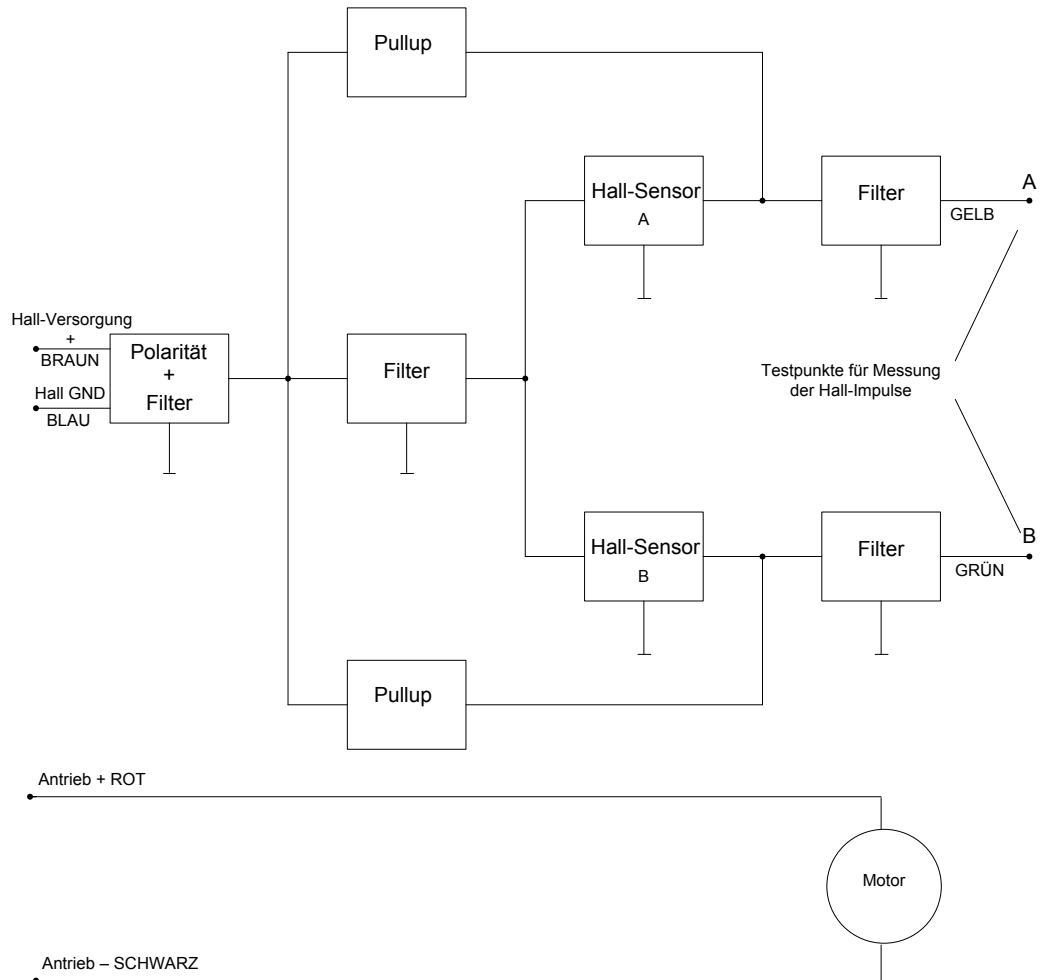 Pullup
Hall-Sensor
A
Filter
A
GELB
Hall-Versorgung
+
BRAUN
Hall GND
BLAU
Polarität
+
Filter
Filter
Testpunkte für Messung
der Hall-Impulse
Hall-Sensor
B
Filter
B
GRÜN
Pullup
Antrieb + ROT
Motor
Antrieb – SCHWARZ